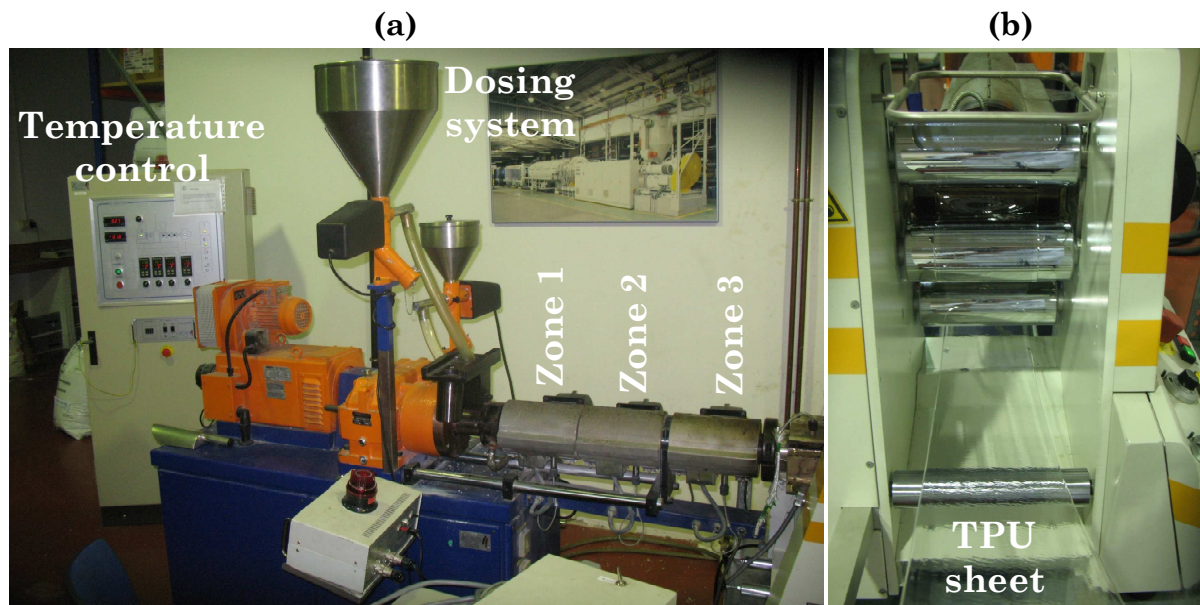 (a)
(b)
Temperature
control
Dosing
system
Zone 1
Zone 2
Zone 3
TPU
sheet